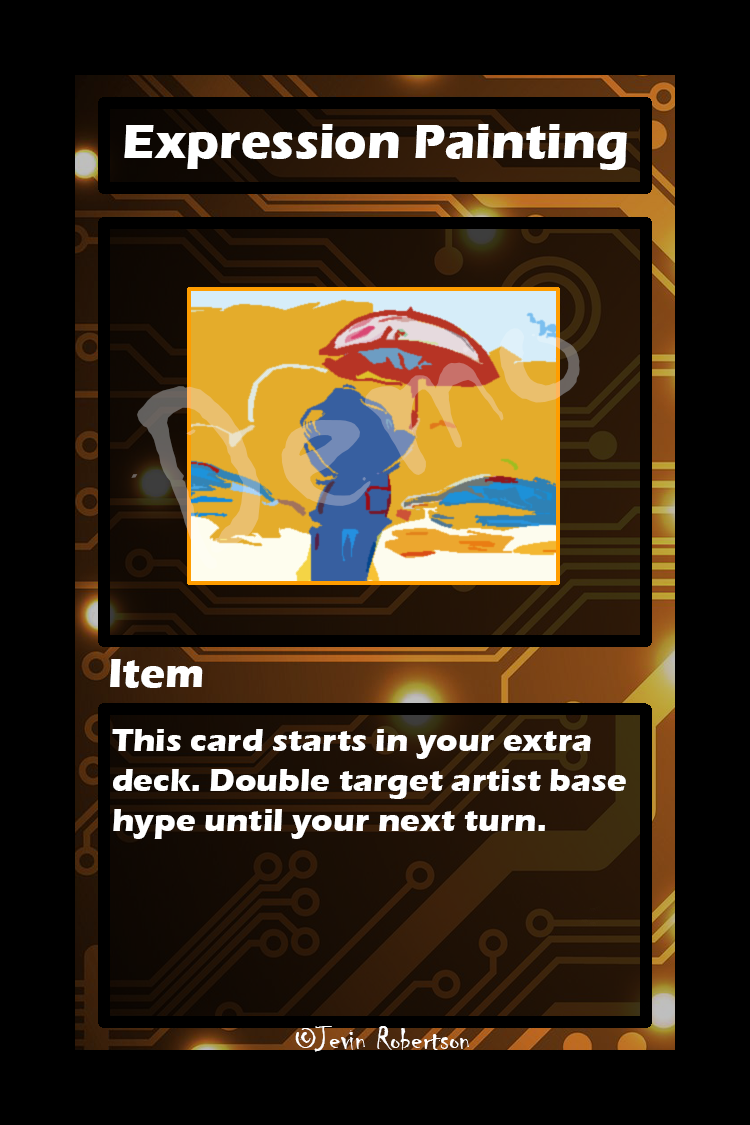 Expression Painting
Demo
Item
This card starts in your extra
deck. Double target artist base
hype until your next turn.
©Jevin Robertson